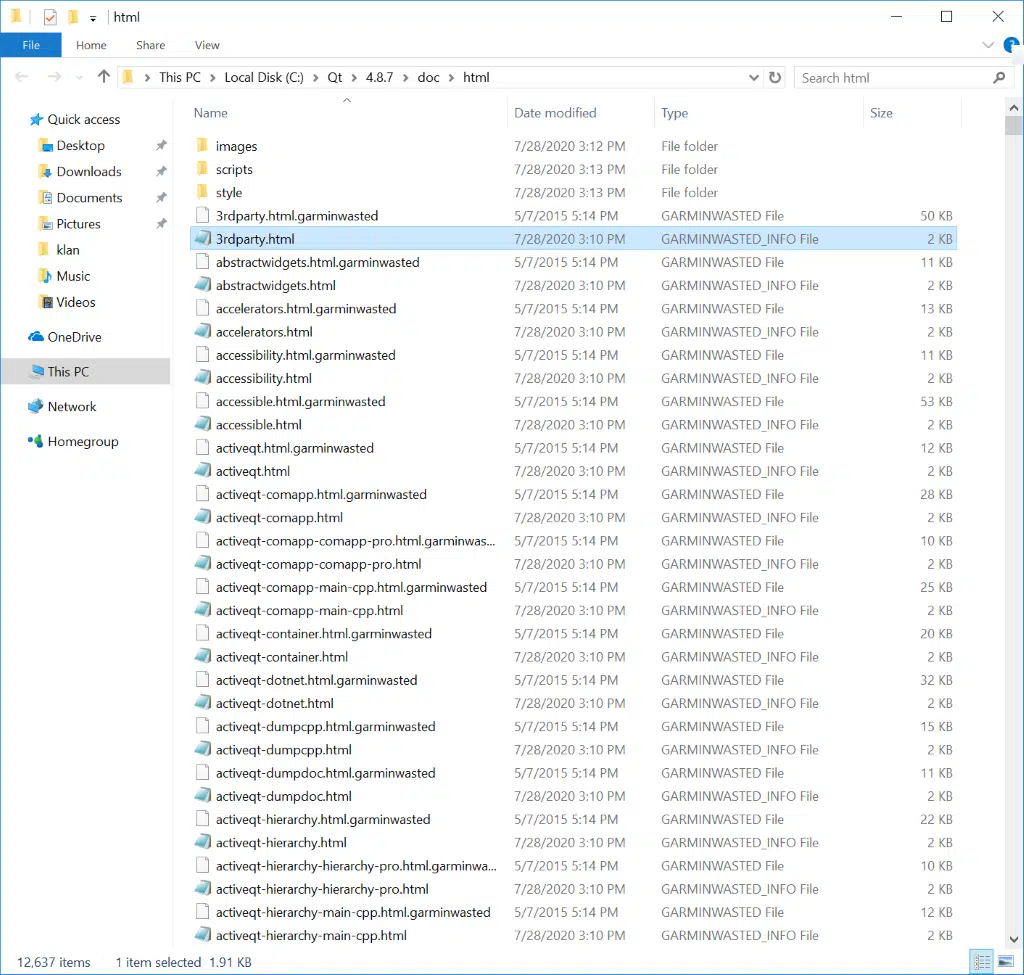 html
File Home Share View
This PC > Local Disk (C:) > Qt > 4.8.7 > doc > html Search html
Quick access
Desktop
Downloads
Documents
Pictures
klan
Music
Videos
OneDrive
This PC
Network
Homegroup
Name Date modified Type Size
images 7/28/2020 3:12 PM File folder
scripts 7/28/2020 3:13 PM File folder
style 7/28/2020 3:13 PM File folder
3rdparty.html.garminwasted 5/7/2015 5:14 PM GARMINWASTED File 50 KB
3rdparty.html 7/28/2020 3:10 PM GARMINWASTED_INFO File 2 KB
abstractwidgets.html.garminwasted 5/7/2015 5:14 PM GARMINWASTED File 11 KB
abstractwidgets.html 7/28/2020 3:10 PM GARMINWASTED_INFO File 2 KB
accelerators.html.garminwasted 5/7/2015 5:14 PM GARMINWASTED File 13 KB
accelerators.html 7/28/2020 3:10 PM GARMINWASTED_INFO File 2 KB
accessibility.html.garminwasted 5/7/2015 5:14 PM GARMINWASTED File 11 KB
accessibility.html 7/28/2020 3:10 PM GARMINWASTED_INFO File 2 KB
accessible.html.garminwasted 5/7/2015 5:14 PM GARMINWASTED File 53 KB
accessible.html 7/28/2020 3:10 PM GARMINWASTED_INFO File 2 KB
activeqt.html.garminwasted 5/7/2015 5:14 PM GARMINWASTED File 12 KB
activeqt.html 7/28/2020 3:10 PM GARMINWASTED_INFO File 2 KB
activeqt-comapp.html.garminwasted 5/7/2015 5:14 PM GARMINWASTED File 28 KB
activeqt-comapp.html 7/28/2020 3:10 PM GARMINWASTED_INFO File 2 KB
activeqt-comapp-comapp-pro.html.garminwas... 5/7/2015 5:14 PM GARMINWASTED File 10 KB
activeqt-comapp-comapp-pro.html 7/28/2020 3:10 PM GARMINWASTED_INFO File 2 KB
activeqt-comapp-main-cpp.html.garminwasted 5/7/2015 5:14 PM GARMINWASTED File 25 KB
activeqt-comapp-main-cpp.html 7/28/2020 3:10 PM GARMINWASTED_INFO File 2 KB
activeqt-container.html.garminwasted 5/7/2015 5:14 PM GARMINWASTED File 20 KB
activeqt-container.html 7/28/2020 3:10 PM GARMINWASTED_INFO File 2 KB
activeqt-dotnet.html.garminwasted 5/7/2015 5:14 PM GARMINWASTED File 32 KB
activeqt-dotnet.html 7/28/2020 3:10 PM GARMINWASTED_INFO File 2 KB
activeqt-dumpcpp.html.garminwasted 5/7/2015 5:14 PM GARMINWASTED File 15 KB
activeqt-dumpcpp.html 7/28/2020 3:10 PM GARMINWASTED_INFO File 2 KB
activeqt-dumpdoc.html.garminwasted 5/7/2015 5:14 PM GARMINWASTED File 11 KB
activeqt-dumpdoc.html 7/28/2020 3:10 PM GARMINWASTED_INFO File 2 KB
activeqt-hierarchy.html.garminwasted 5/7/2015 5:14 PM GARMINWASTED File 22 KB
activeqt-hierarchy.html 7/28/2020 3:10 PM GARMINWASTED_INFO File 2 KB
activeqt-hierarchy-hierarchy-pro.html.garminwa... 5/7/2015 5:14 PM GARMINWASTED File 10 KB
activeqt-hierarchy-hierarchy-pro.html 7/28/2020 3:10 PM GARMINWASTED_INFO File 2 KB
activeqt-hierarchy-main-cpp.html.garminwasted 5/7/2015 5:14 PM GARMINWASTED File 12 KB
activeqt-hierarchy-main-cpp.html 7/28/2020 3:10 PM GARMINWASTED_INFO File 2 KB
12,637 items 1 item selected 1.91 KB